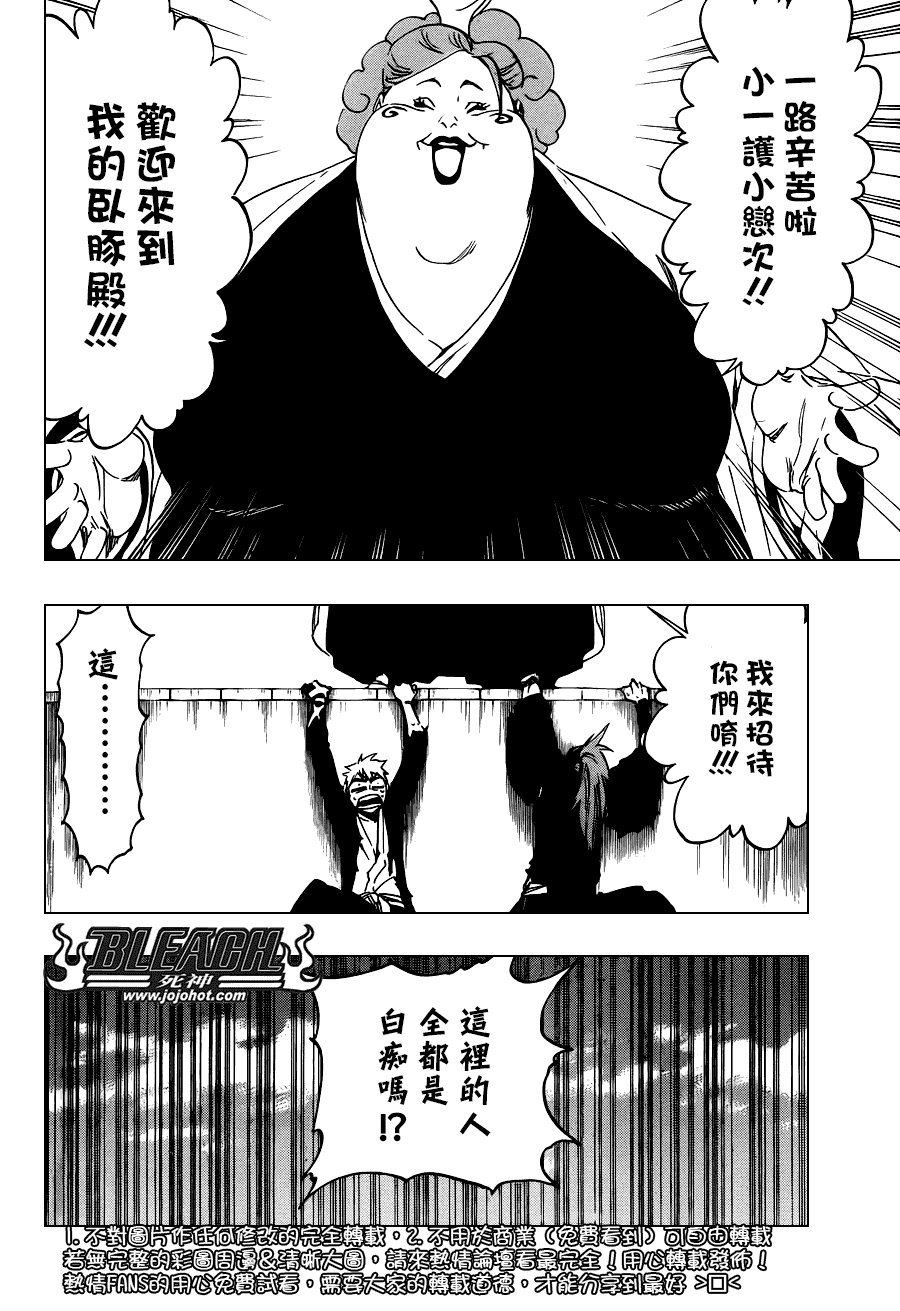 一路辛苦啦
小一護小戀次!!
歡迎來到
我的臥豚殿!!!
我來招待
你們唷!!!
這………
BLEACH
死神
www.jojohot.com
這裡的人
全都是
白痴嗎!?
1. 不對圖片作任何修改的完全轉載，2. 不用於商業（免費看到）可自由轉載
若無完整的彩圖周漫&清晰大圖，請來熱情論壇看最完全！用心轉載發佈！
熱情FANS的用心免費試看，需要大家的轉載道德，才能分享到最好 >□<